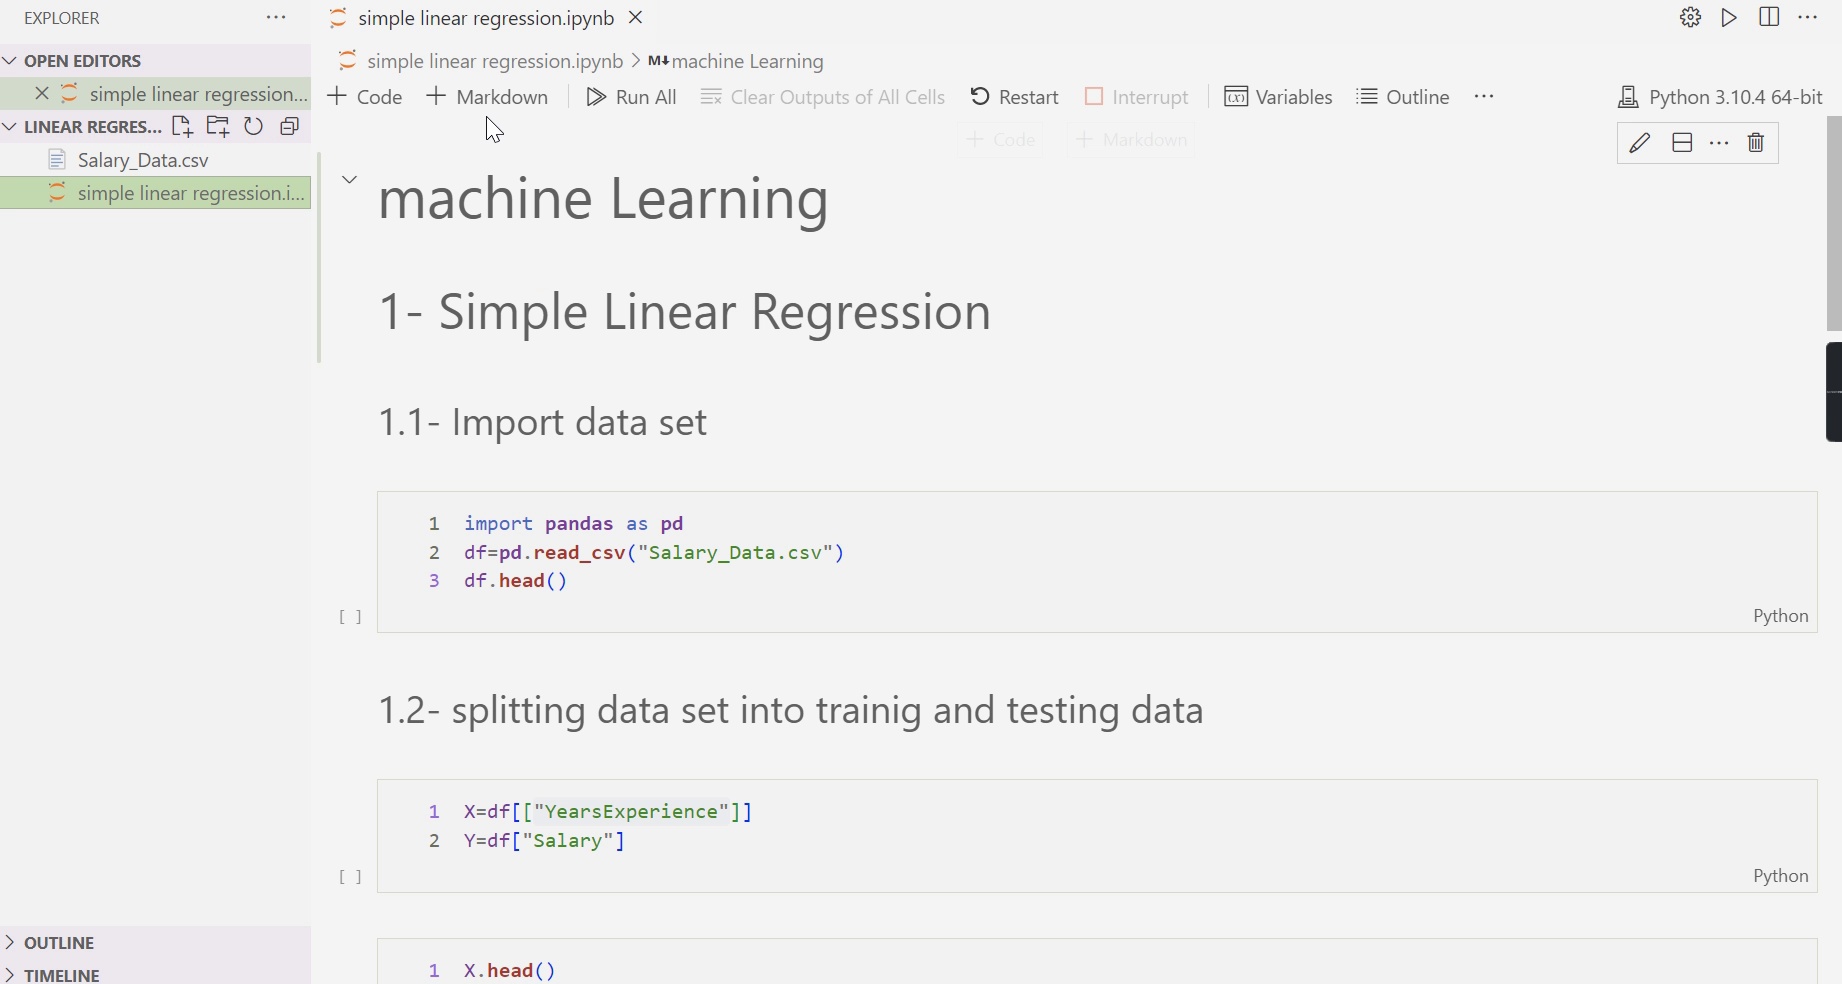 EXPLORER
simple linear regression.ipynb
OPEN EDITORS
simple linear regression.ipynb > M↓ machine Learning
simple linear regression...
+ Code + Markdown Run All Clear Outputs of All Cells Restart Interrupt (x) Variables Outline ... Python 3.10.4 64-bit
LINEAR REGRES...
+ Code + Markdown
Salary_Data.csv
simple linear regression.i...
machine Learning
1- Simple Linear Regression
1.1- Import data set
1 import pandas as pd
2 df=pd.read_csv("Salary_Data.csv")
3 df.head()
[ ]
Python
1.2- splitting data set into trainig and testing data
1 X=df[["YearsExperience"]]
2 Y=df["Salary"]
[ ]
Python
1 X.head()
OUTLINE
TIMELINE